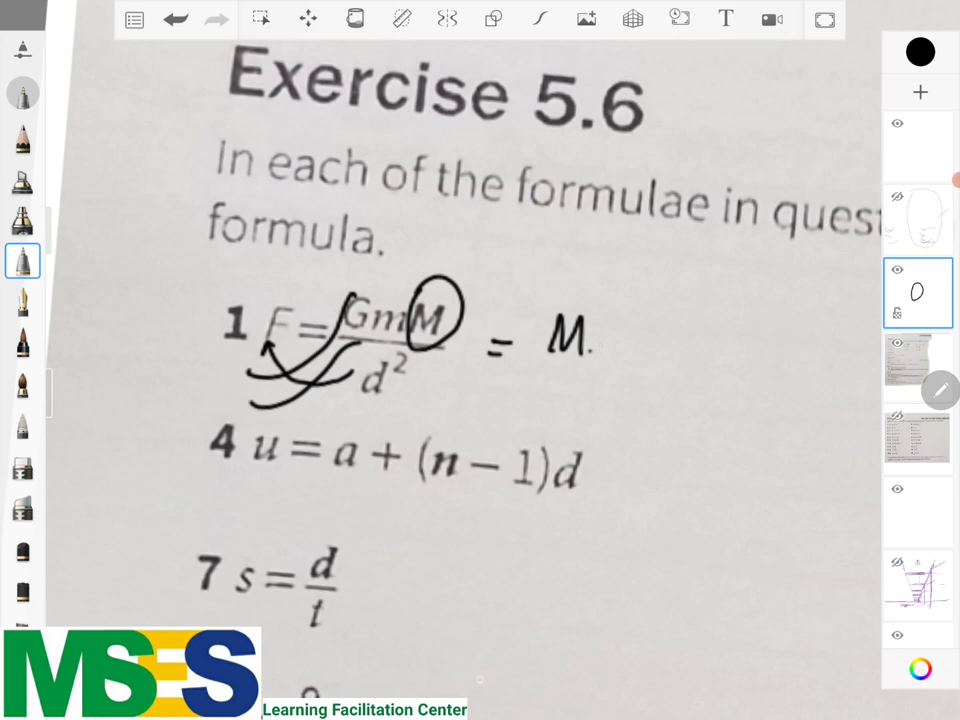 Exercise 5.6
In each of the formulae in quest
formula.
1 F = GmM/d² = M.
4 u = a + (n − 1)d
7 s = d/t
T
MSES
Learning Facilitation Center